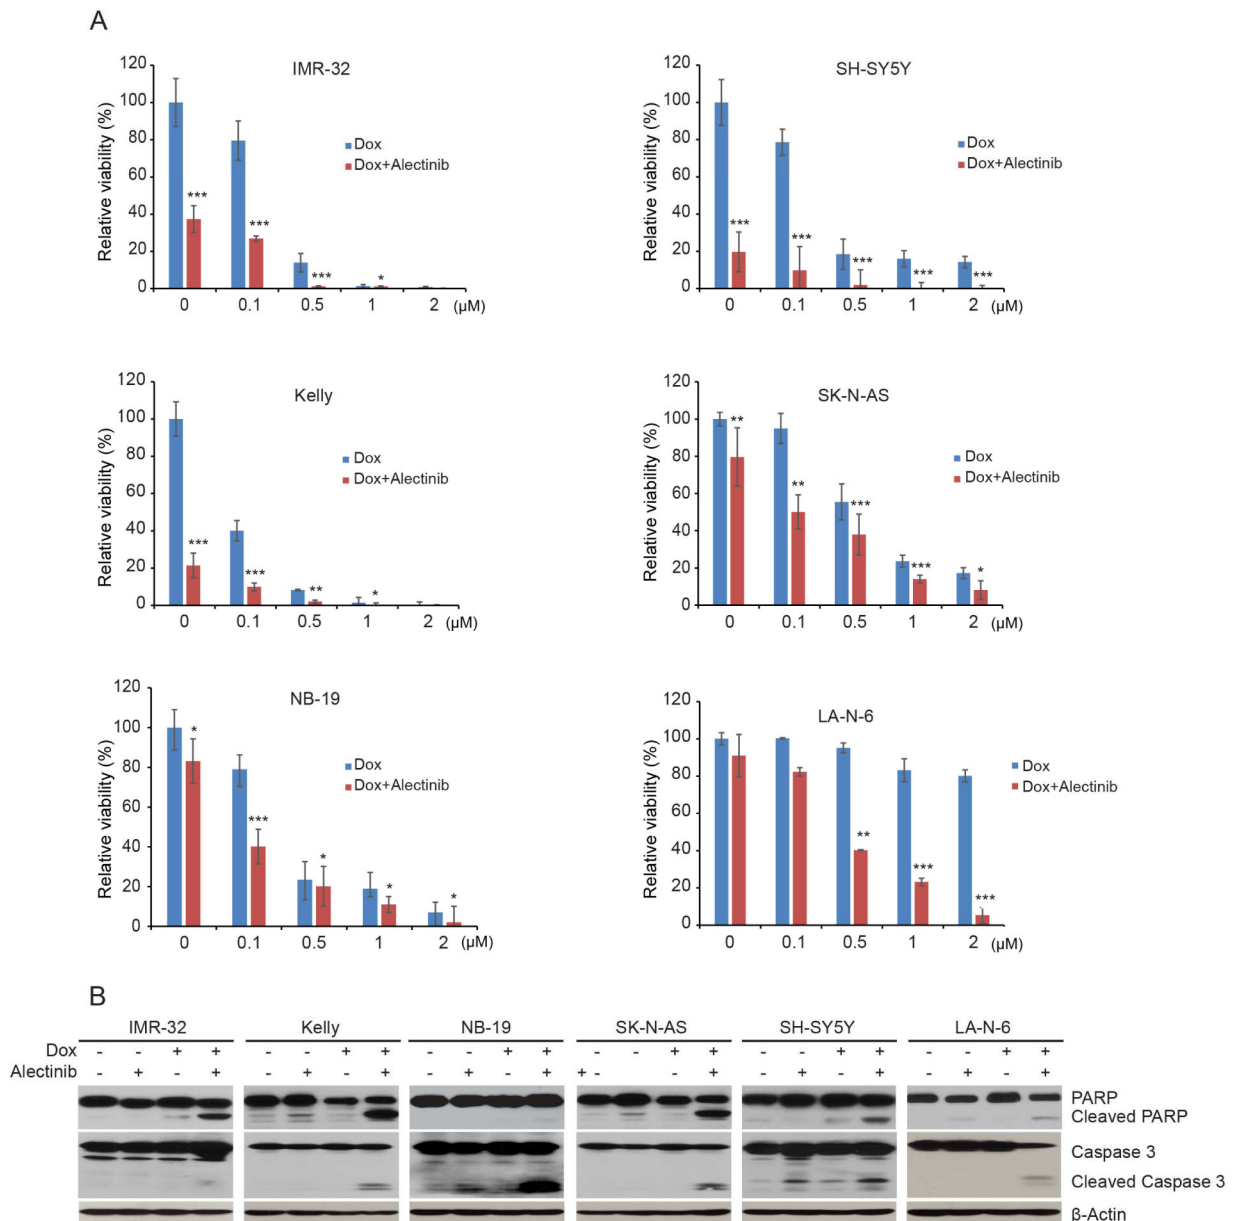 A
IMR-32
Relative viability (%)
120
100
80
60
40
20
0
Dox
Dox+Alectinib
***
***
***
*
0 0.1 0.5 1 2 (µM)
SH-SY5Y
Relative viability (%)
120
100
80
60
40
20
0
Dox
Dox+Alectinib
***
***
***
***
***
0 0.1 0.5 1 2 (µM)
Kelly
Relative viability (%)
120
100
80
60
40
20
0
Dox
Dox+Alectinib
***
***
**
*
0 0.1 0.5 1 2 (µM)
SK-N-AS
Relative viability (%)
120
100
80
60
40
20
0
Dox
Dox+Alectinib
**
**
***
***
*
0 0.1 0.5 1 2 (µM)
NB-19
Relative viability (%)
120
100
80
60
40
20
0
Dox
Dox+Alectinib
*
***
*
*
*
0 0.1 0.5 1 2 (µM)
LA-N-6
Relative viability (%)
120
100
80
60
40
20
0
Dox
Dox+Alectinib
**
***
***
0 0.1 0.5 1 2 (µM)
B
IMR-32 Kelly NB-19 SK-N-AS SH-SY5Y LA-N-6
Dox - - + + - - + + - - + + - - + + - - + + - - + +
Alectinib - + - + - + - + - + - + + - + - + - + - + - + - +
PARP
Cleaved PARP
Caspase 3
Cleaved Caspase 3
ß-Actin